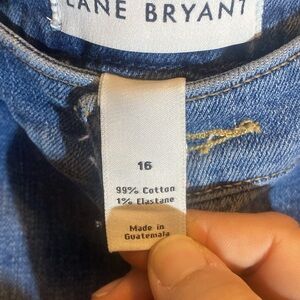 LANE BRYANT
16
99% Cotton
1% Elastane
Made in
Guatemala